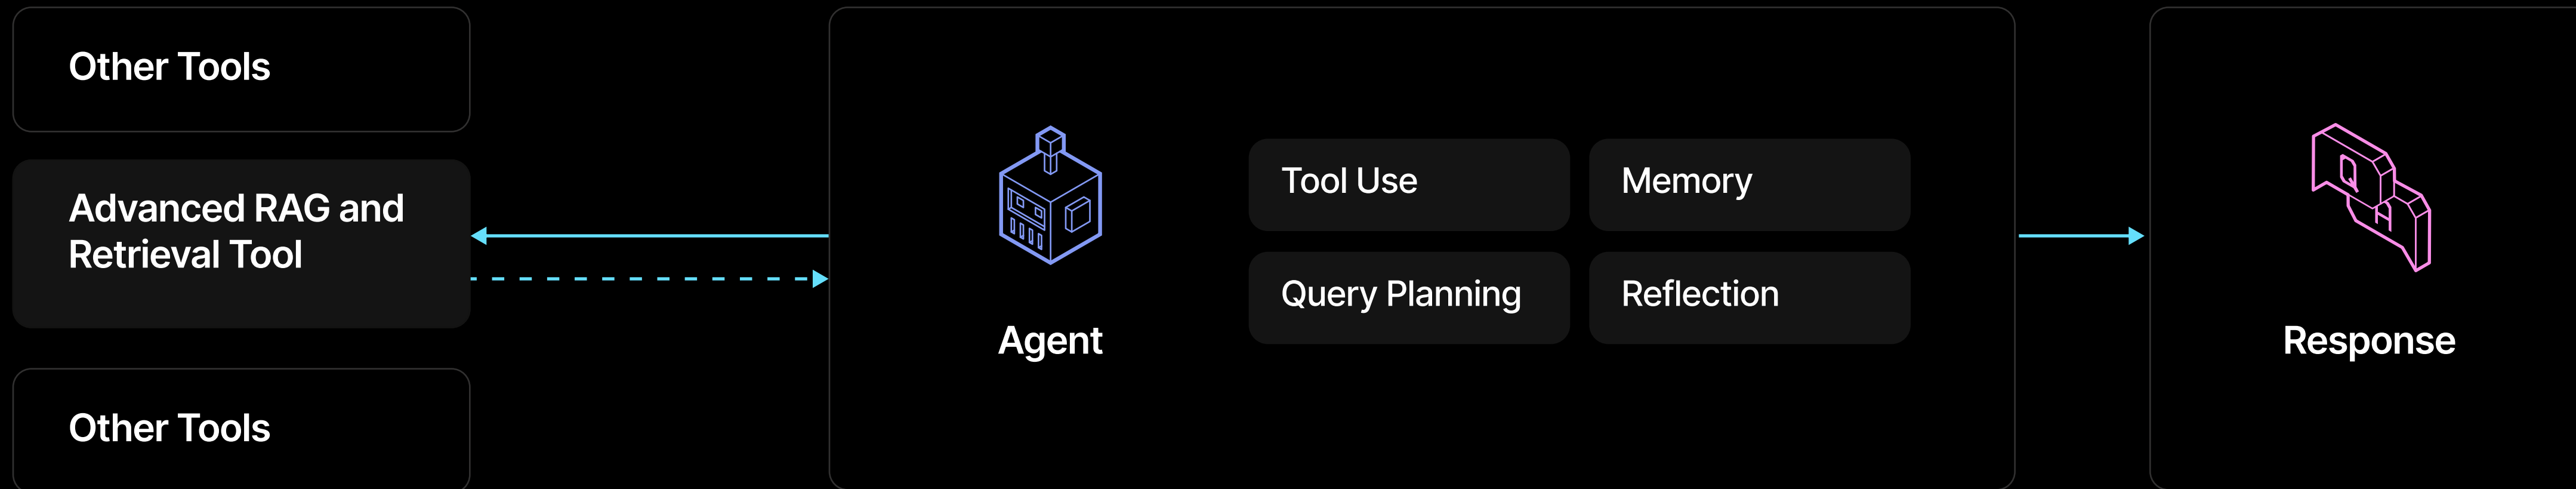 Other Tools
Advanced RAG and
Retrieval Tool
Other Tools
Agent
Tool Use
Memory
Query Planning
Reflection
Q
Response